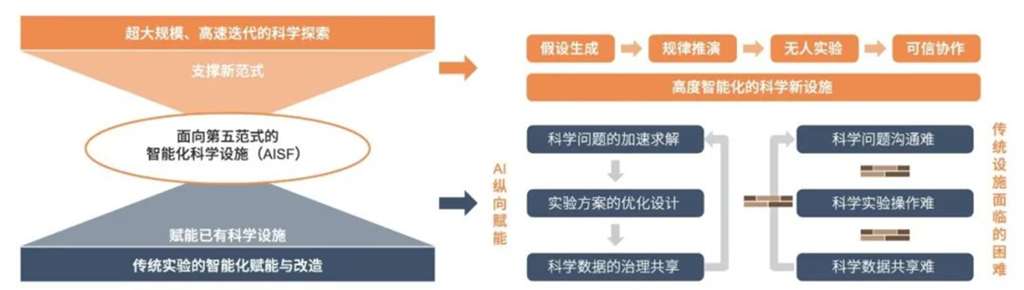 超大规模、高速迭代的科学探索
支撑新范式
面向第五范式的
智能化科学设施（AISF）
赋能已有科学设施
传统实验的智能化赋能与改造
假设生成
规律推演
无人实验
可信协作
高度智能化的科学新设施
AI纵向赋能
科学问题的加速求解
实验方案的优化设计
科学数据的治理共享
科学问题沟通难
科学实验操作难
科学数据共享难
传统设施面临的困难